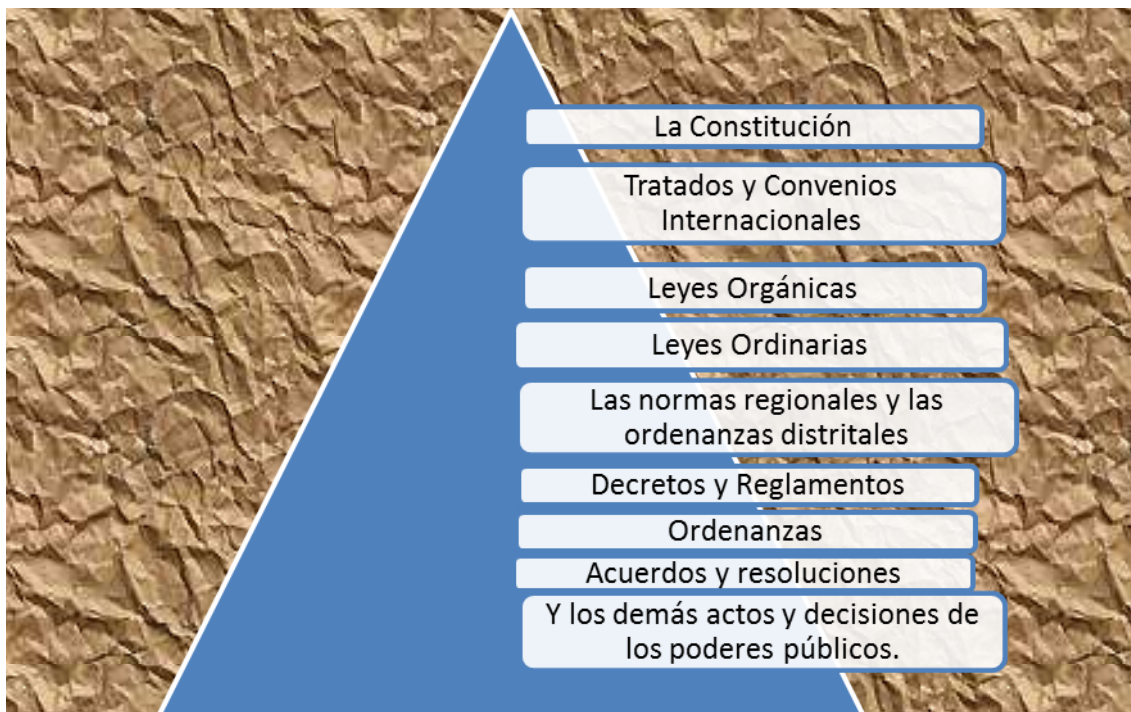 La Constitución
Tratados y Convenios
Internacionales
Leyes Orgánicas
Leyes Ordinarias
Las normas regionales y las
ordenanzas distritales
Decretos y Reglamentos
Ordenanzas
Acuerdos y resoluciones
Y los demás actos y decisiones de
los poderes públicos.